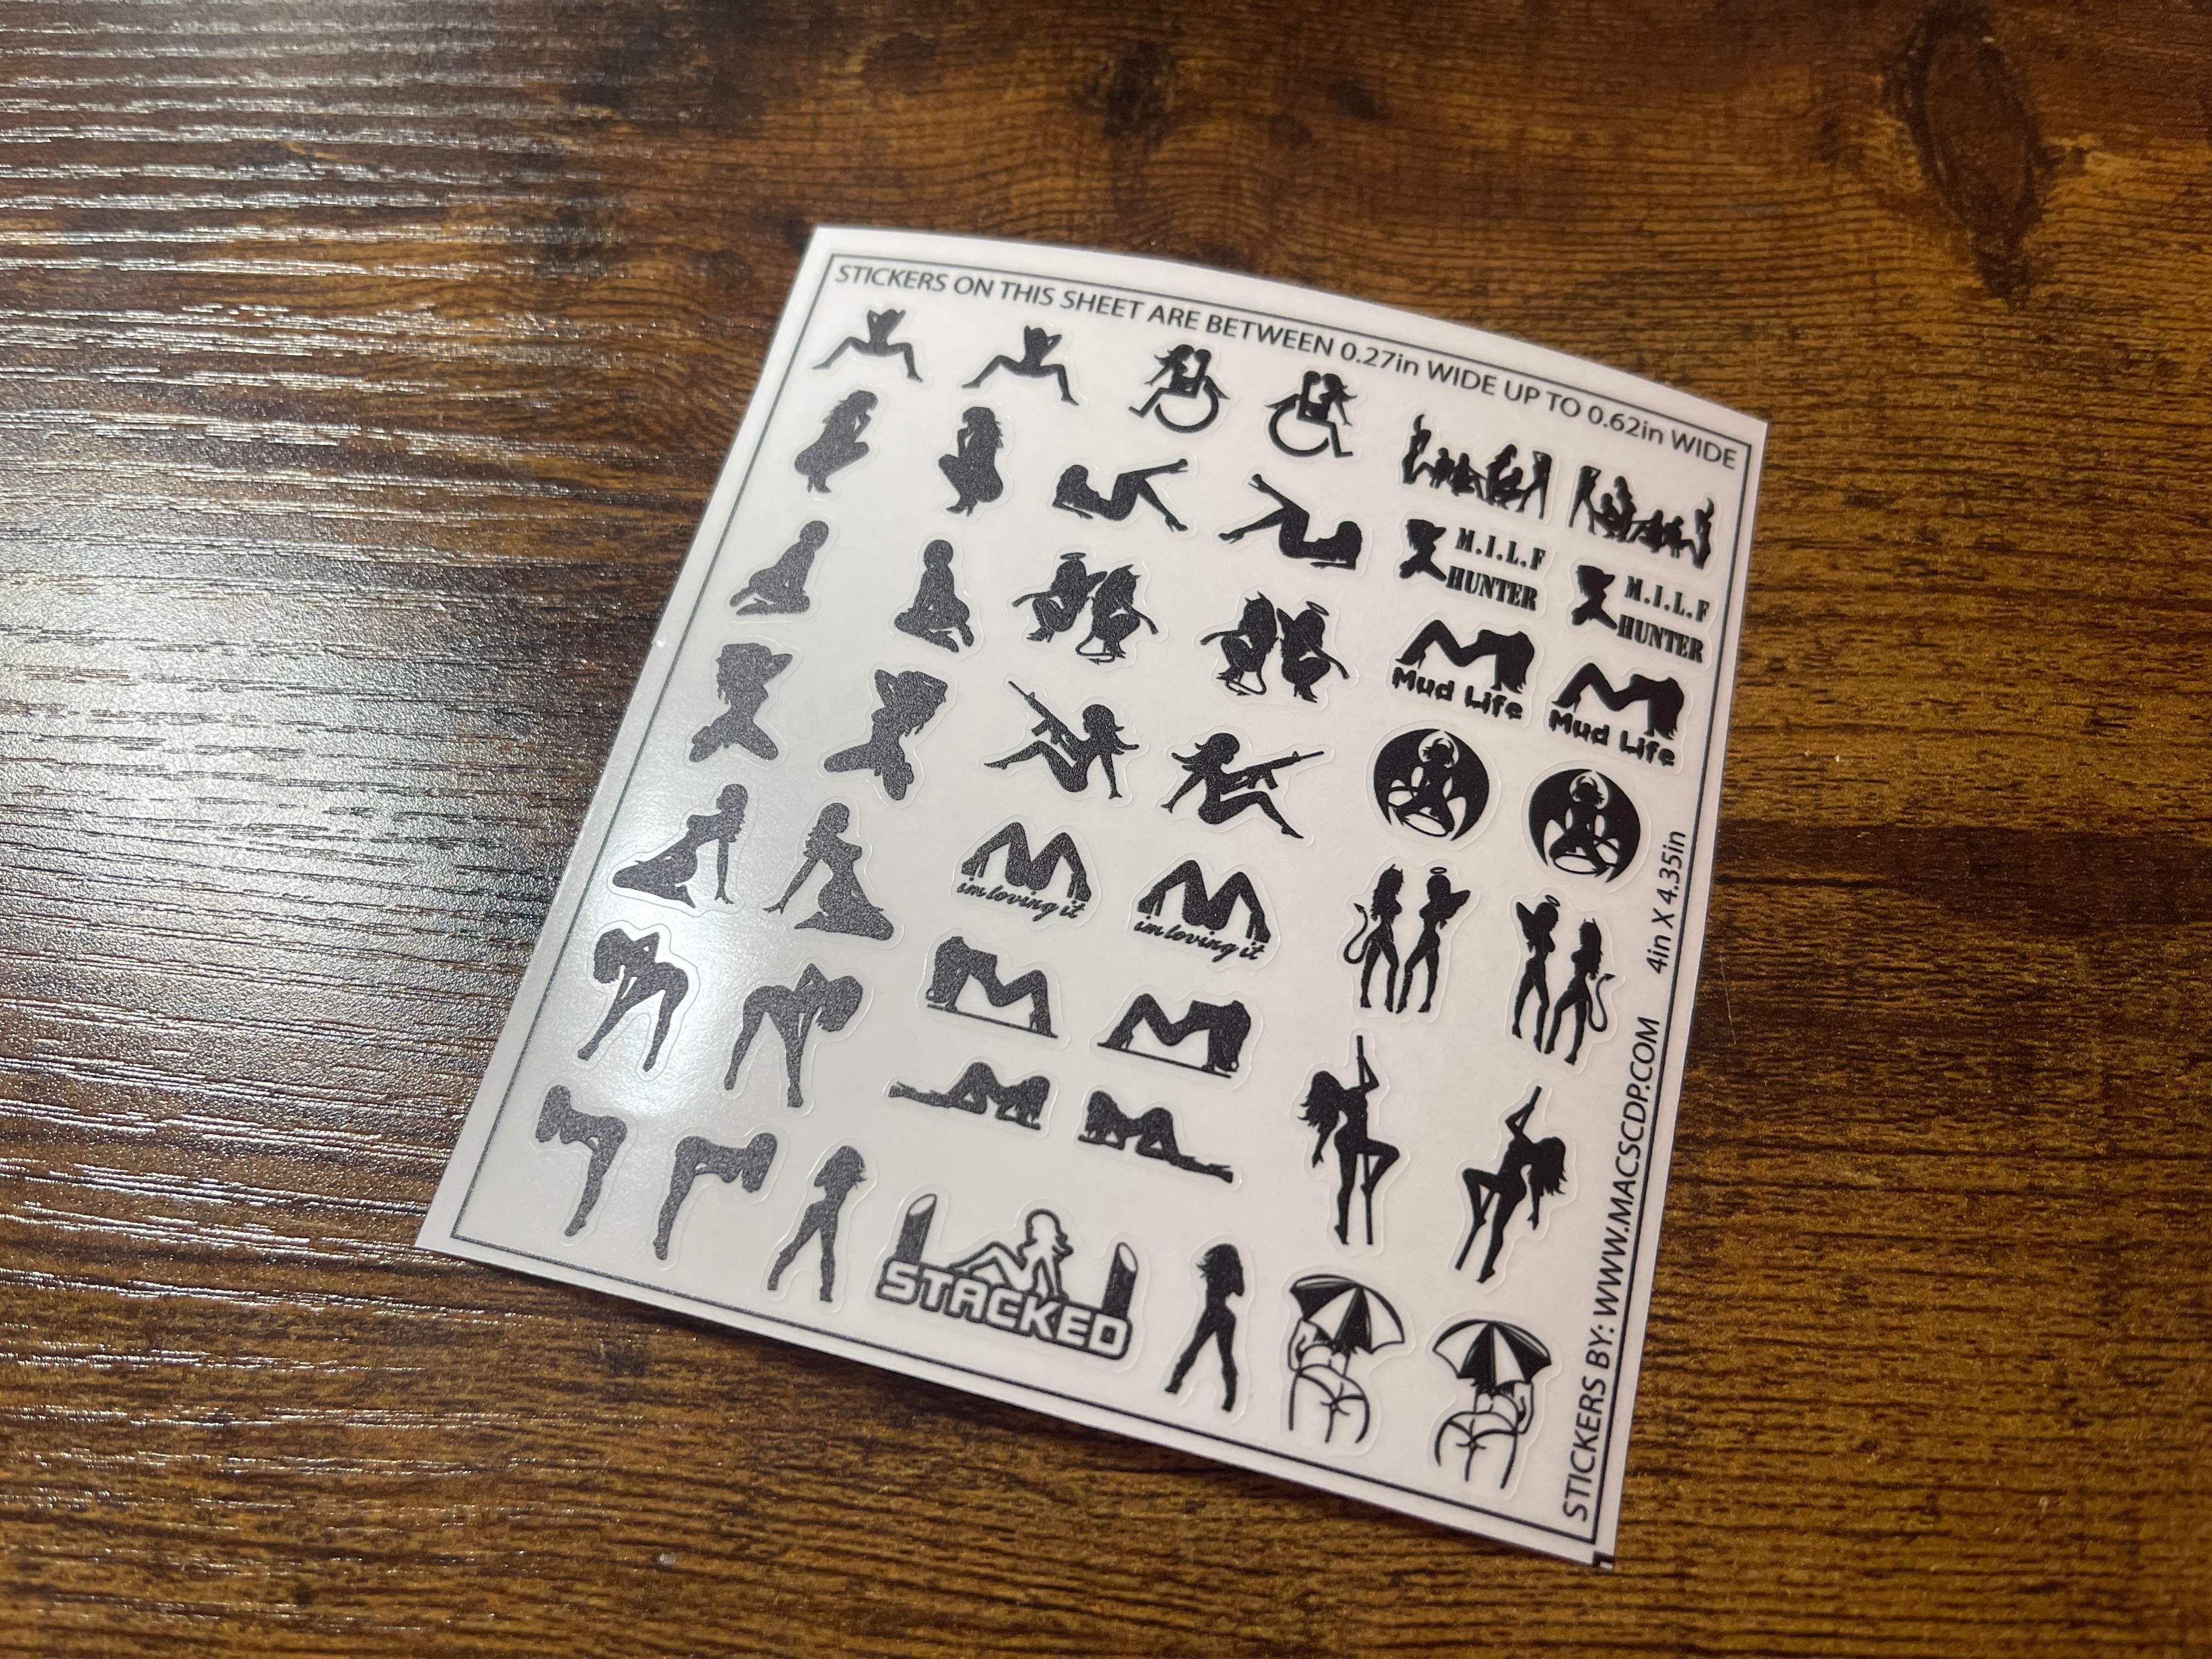 STICKERS ON THIS SHEET ARE BETWEEN 0.27in WIDE UP TO 0.62in WIDE
M.I.L.F
HUNTER
M.I.L.F
HUNTER
Mud Life
Mud Life
im loving it
im loving it
STACKED
STICKERS BY: WWW.MACSCDP.COM 4in X 4.35in